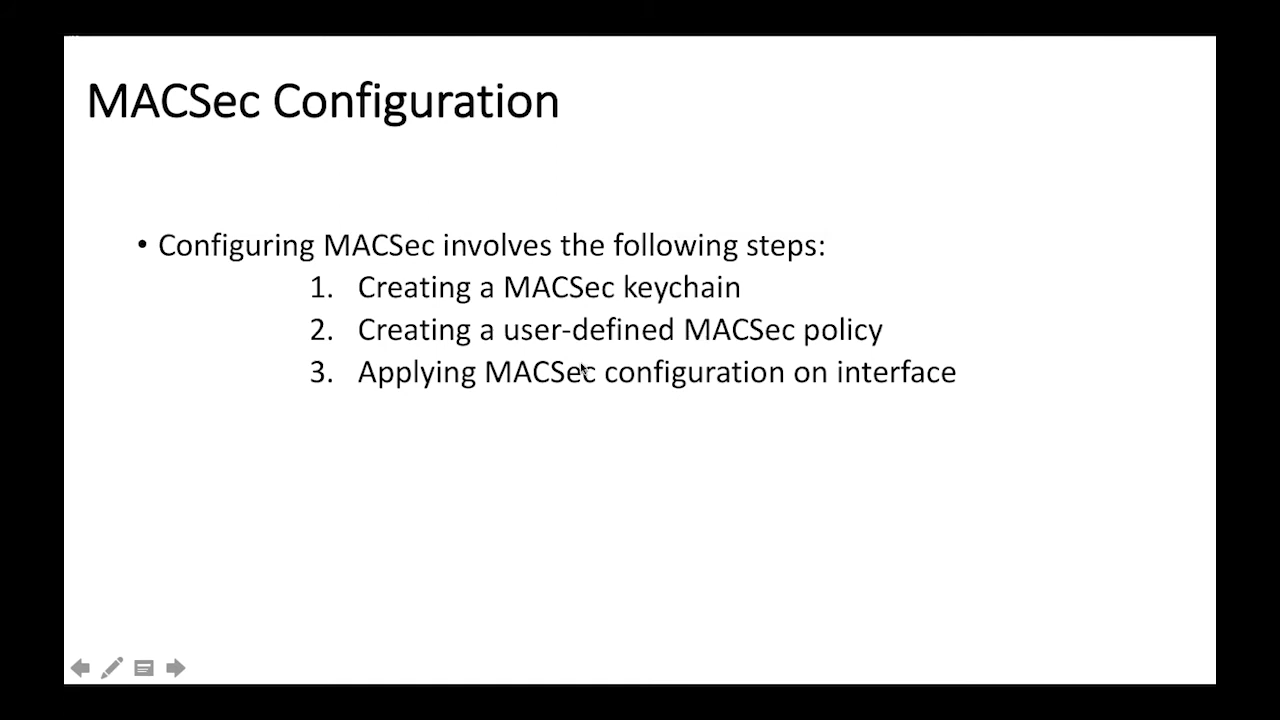 MACSec Configuration
• Configuring MACSec involves the following steps:
1. Creating a MACSec keychain
2. Creating a user-defined MACSec policy
3. Applying MACSec configuration on interface